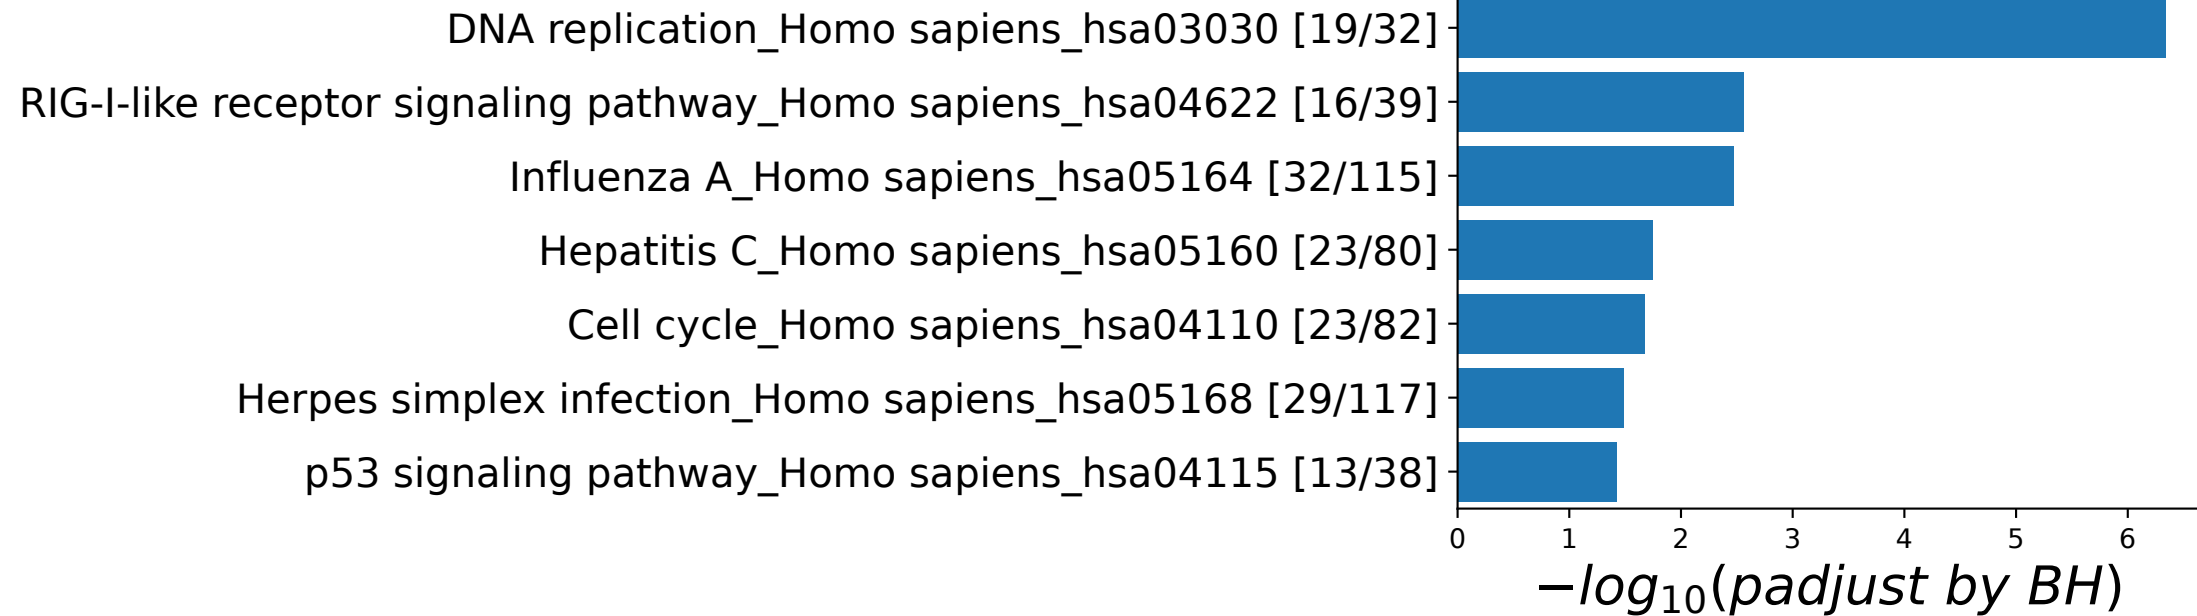 DNA replication_Homo sapiens_hsa03030 [19/32]
RIG-I-like receptor signaling pathway_Homo sapiens_hsa04622 [16/39]
Influenza A_Homo sapiens_hsa05164 [32/115]
Hepatitis C_Homo sapiens_hsa05160 [23/80]
Cell cycle_Homo sapiens_hsa04110 [23/82]
Herpes simplex infection_Homo sapiens_hsa05168 [29/117]
p53 signaling pathway_Homo sapiens_hsa04115 [13/38]
0 1 2 3 4 5 6
−log₁₀(padjust by BH)